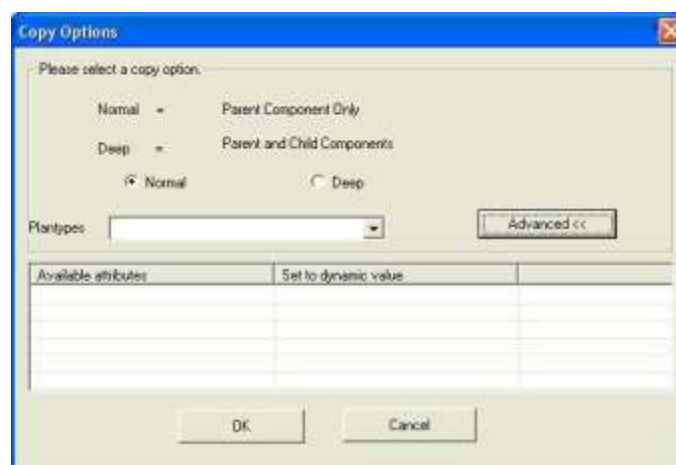 Copy Options
Please select a copy option.
Normal = Parent Component Only
Deep = Parent and Child Components
Normal Deep
Plantypes Advanced <<
Available attributes Set to dynamic value
OK Cancel